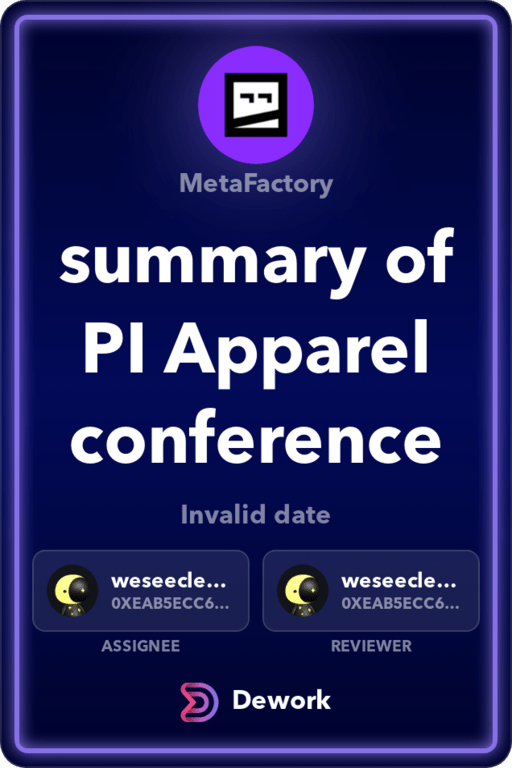 MetaFactory
summary of
PI Apparel
conference
Invalid date
weseecle...
0XEAB5ECC6...
ASSIGNEE
weseecle...
0XEAB5ECC6...
REVIEWER
Dework